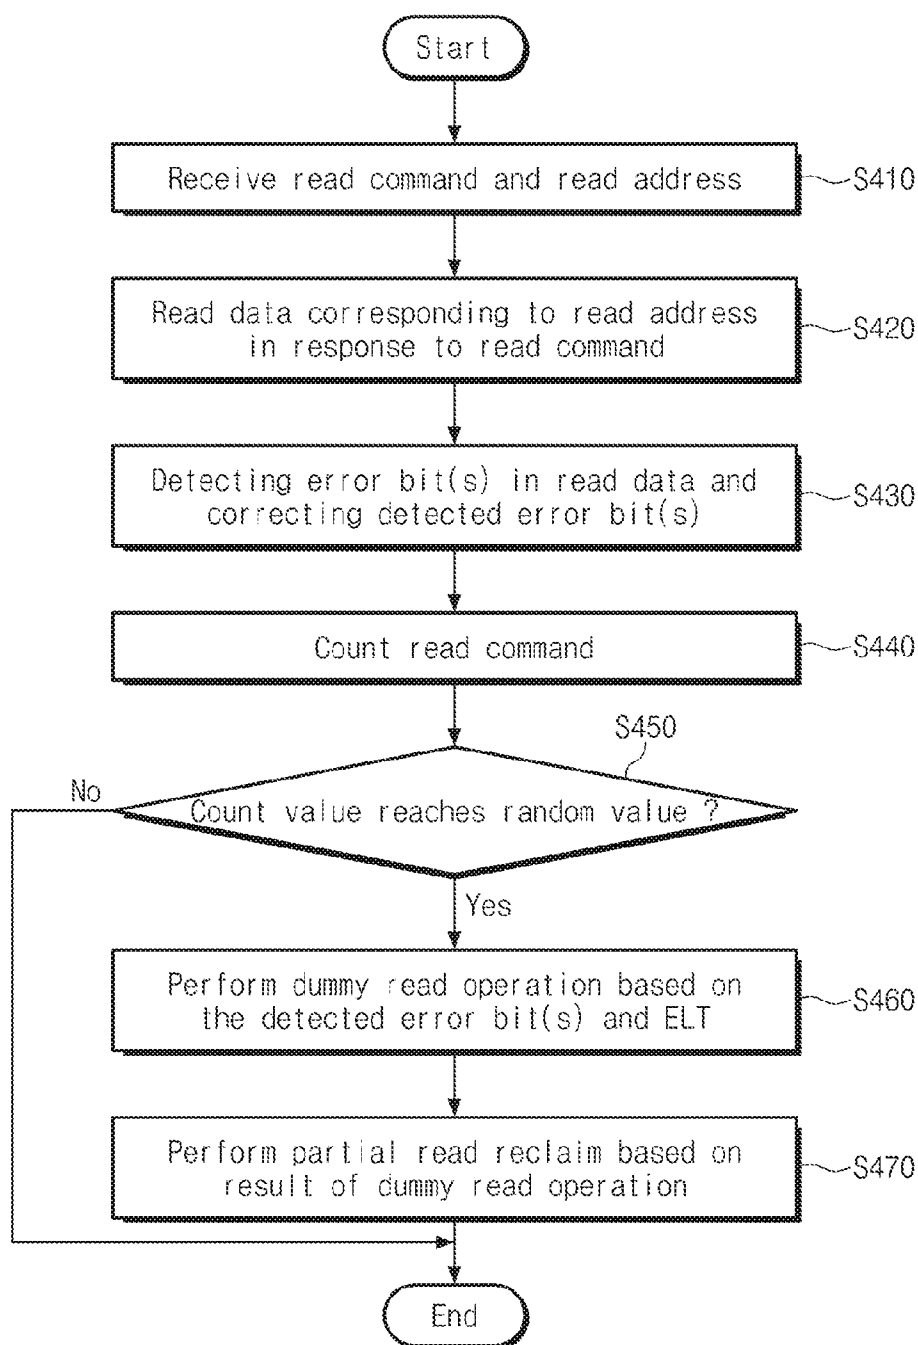 Start
Receive read command and read address
S410
Read data corresponding to read address
in response to read command
S420
Detecting error bit(s) in read data and
correcting detected error bit(s)
S430
Count read command
S440
S450
No
Count value reaches random value ?
Yes
Perform dummy read operation based on
the detected error bit(s) and ELT
S460
Perform partial read reclaim based on
result of dummy read operation
S470
End